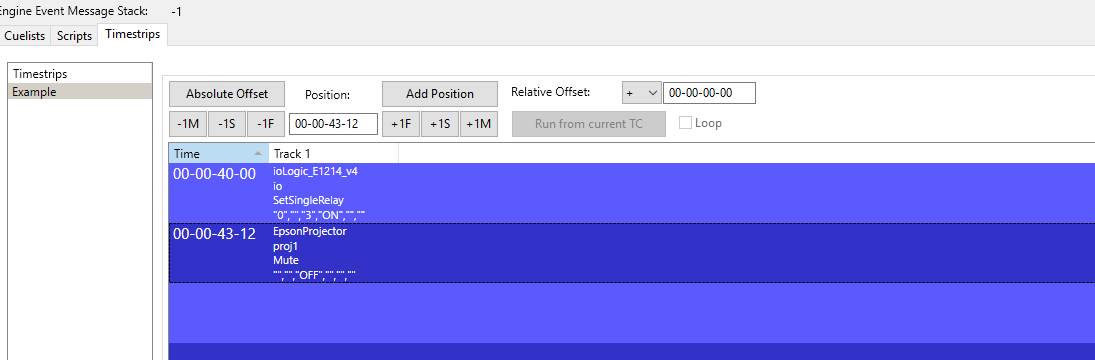 Engine Event Message Stack: -1
Cuelists Scripts Timestrips
Timestrips
Example
Absolute Offset Position: Add Position Relative Offset: + 00-00-00-00
-1M -1S -1F 00-00-43-12 +1F +1S +1M Run from current TC Loop
Time Track 1
00-00-40-00 ioLogic_E1214_v4
io
SetSingleRelay
"0","","3","ON","",""
00-00-43-12 EpsonProjector
proj1
Mute
"","","OFF","","",""